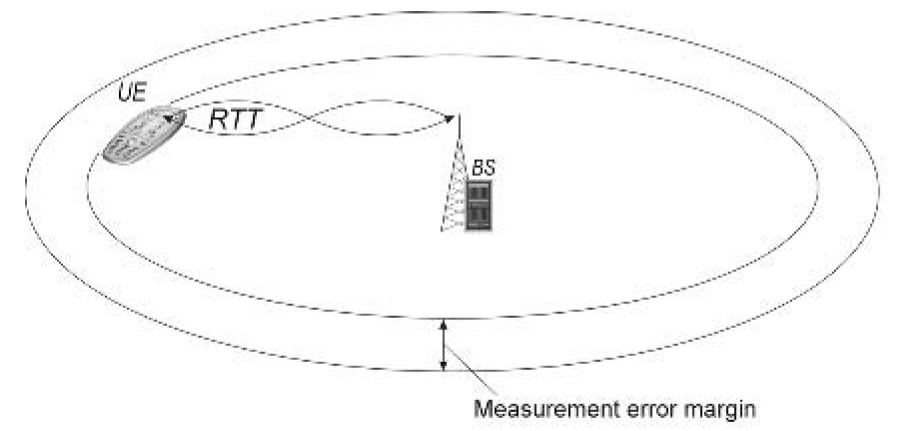 UE
RTT
BS
Measurement error margin